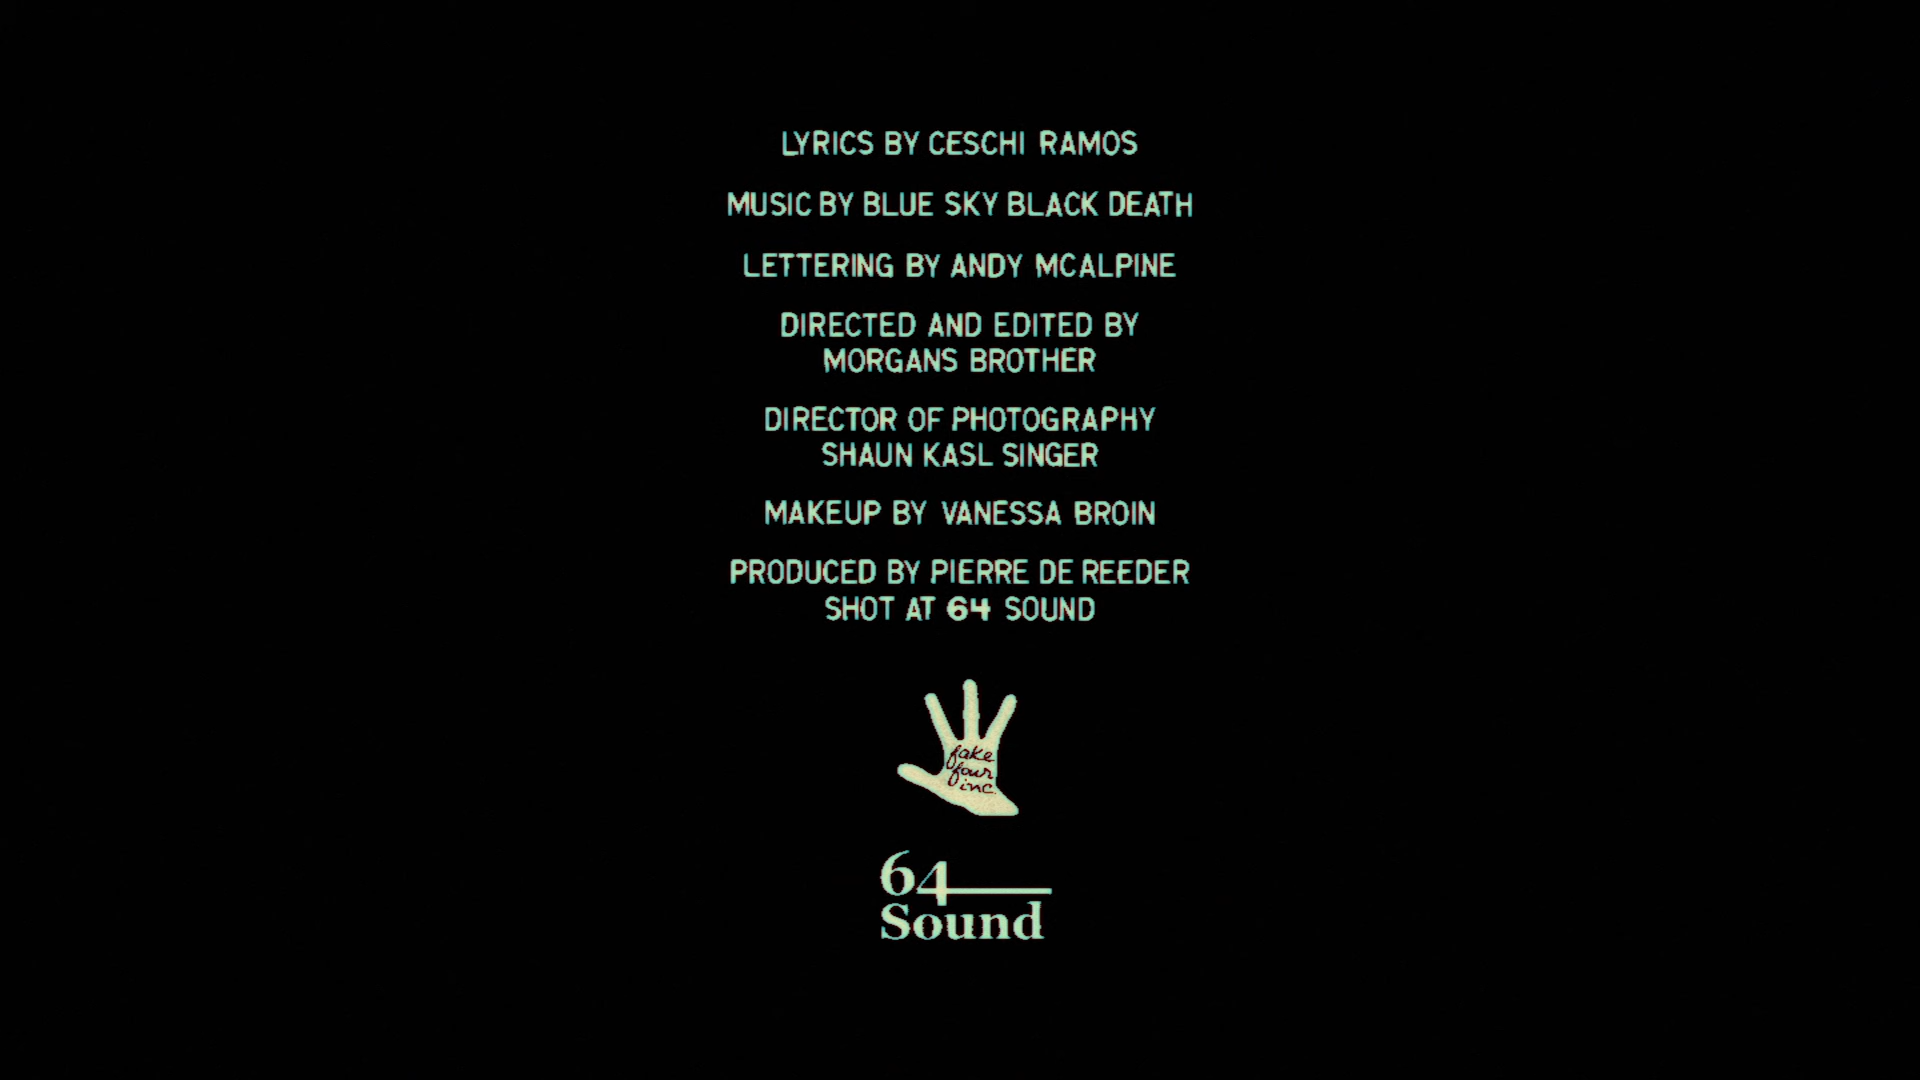 LYRICS BY CESCHI RAMOS
MUSIC BY BLUE SKY BLACK DEATH
LETTERING BY ANDY MCALPINE
DIRECTED AND EDITED BY
MORGANS BROTHER
DIRECTOR OF PHOTOGRAPHY
SHAUN KASL SINGER
MAKEUP BY VANESSA BROIN
PRODUCED BY PIERRE DE REEDER
SHOT AT 64 SOUND
fake
four
inc.
64
Sound